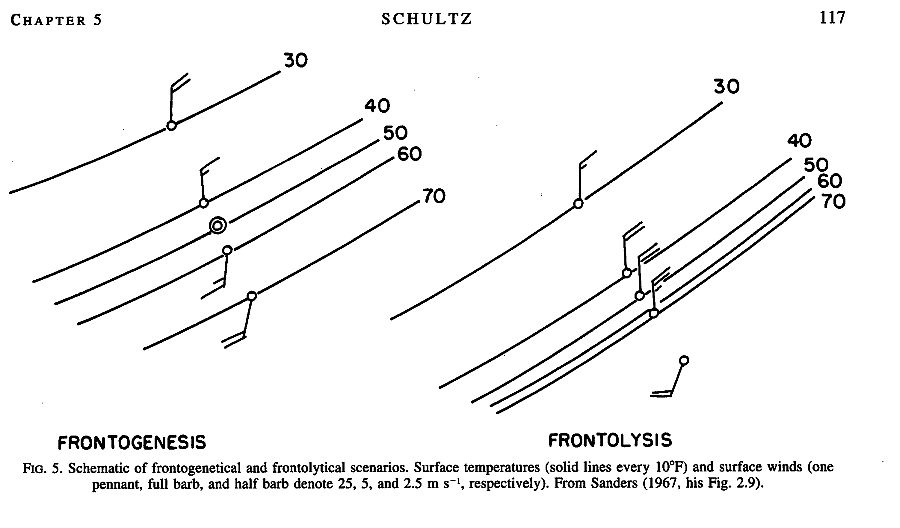 CHAPTER 5 SCHULTZ 117
30
40
50
60
70
30
40
50
60
70
FRONTOGENESIS FRONTOLYSIS
FIG. 5. Schematic of frontogenetical and frontolytical scenarios. Surface temperatures (solid lines every 10°F) and surface winds (one
pennant, full barb, and half barb denote 25, 5, and 2.5 m s⁻¹, respectively). From Sanders (1967, his Fig. 2.9).